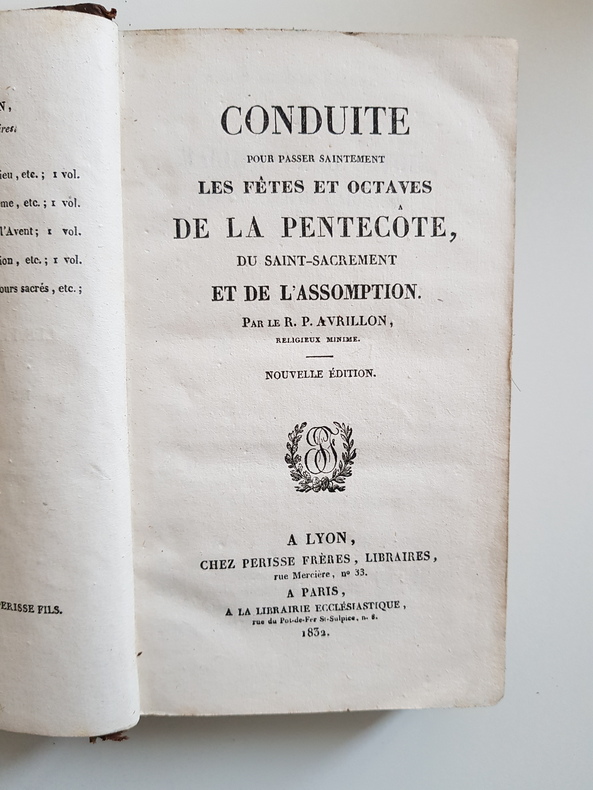 N,
ires.
ieu, etc.; 1 vol.
me, etc.; 1 vol.
l'Avent; 1 vol.
ion, etc.; 1 vol.
ours sacrés, etc.;
PERISSE FILS.
CONDUITE
POUR PASSER SAINTEMENT
LES FÊTES ET OCTAVES
DE LA PENTECÔTE,
DU SAINT-SACREMENT
ET DE L'ASSOMPTION.
PAR LE R. P. AVRILLON,
RELIGIEUX MINIME.
NOUVELLE ÉDITION.
A LYON,
CHEZ PERISSE FRÈRES, LIBRAIRES,
rue Mercière, nº 33.
A PARIS,
A LA LIBRAIRIE ECCLÉSIASTIQUE,
rue du Pot-de-Fer St-Sulpice, n. 8.
1832.